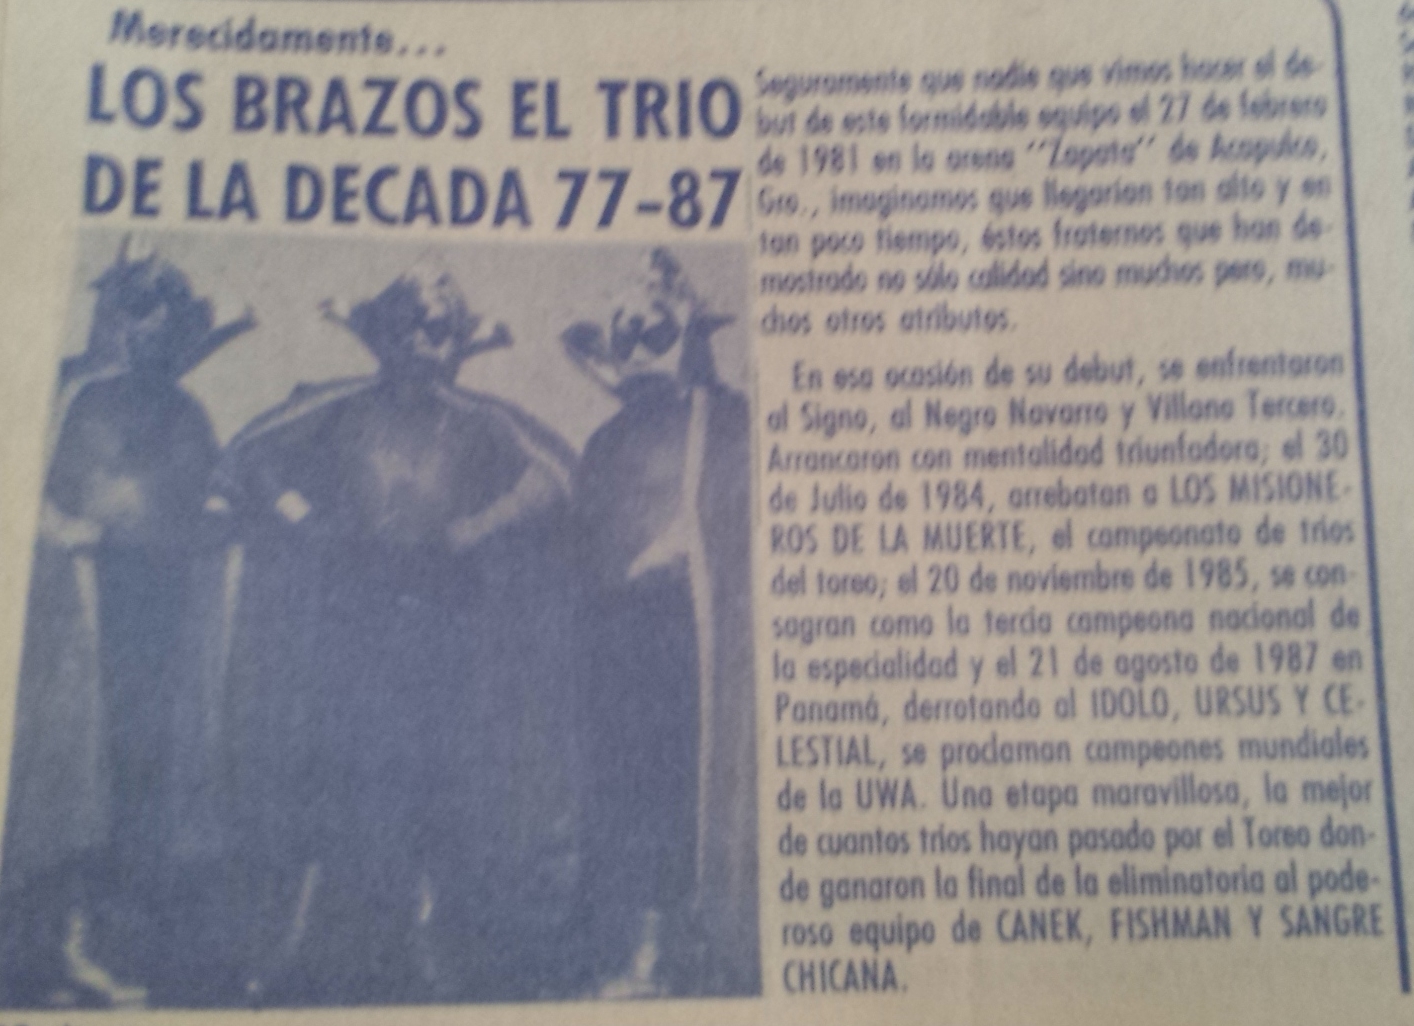 Merecidamente...
LOS BRAZOS EL TRIO
DE LA DECADA 77-87
Seguramente que nadie que vimos hacer el de-
but de este formidable equipo el 27 de febrero
de 1981 en la arena "Zapata" de Acapulco,
Gro., imaginamos que llegarían tan alto y en
tan poco tiempo, éstos fraternos que han de-
mostrado no sólo calidad sino muchos pero, mu-
chos otros atributos.
En esa ocasión de su debut, se enfrentaron
al Signo, al Negro Navarro y Villano Tercero.
Arrancaron con mentalidad triunfadora; el 30
de Julio de 1984, arrebatan a LOS MISIONE-
ROS DE LA MUERTE, el campeonato de tríos
del toreo; el 20 de noviembre de 1985, se con-
sagran como la tercia campeona nacional de
la especialidad y el 21 de agosto de 1987 en
Panamá, derrotando al IDOLO, URSUS Y CE-
LESTIAL, se proclaman campeones mundiales
de la UWA. Una etapa maravillosa, la mejor
de cuantos tríos hayan pasado por el Toreo don-
de ganaron la final de la eliminatoria al pode-
roso equipo de CANEK, FISHMAN Y SANGRE
CHICANA.